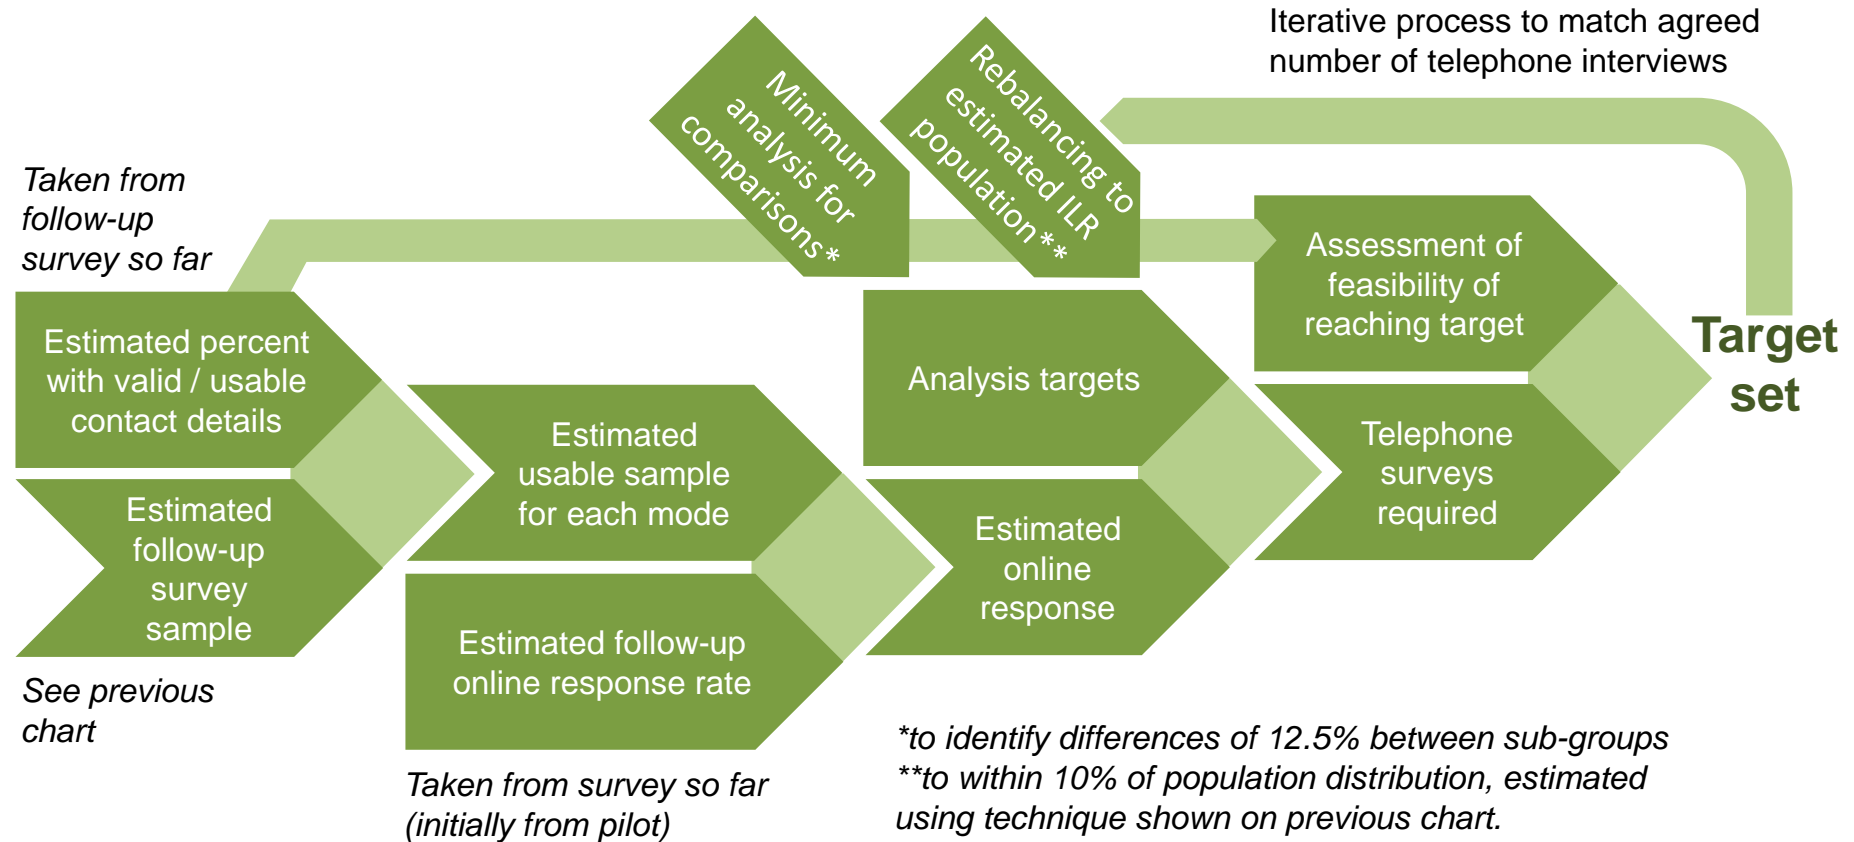 Iterative process to match agreed
number of telephone interviews
Minimum
analysis for
comparisons*
Rebalancing to
estimated ILR
population**
Taken from
follow-up
survey so far
Estimated percent
with valid / usable
contact details
Estimated
follow-up
survey
sample
See previous
chart
Estimated
usable sample
for each mode
Estimated follow-up
online response rate
Taken from survey so far
(initially from pilot)
Analysis targets
Estimated
online
response
Assessment of
feasibility of
reaching target
Telephone
surveys
required
Target
set
*to identify differences of 12.5% between sub-groups
**to within 10% of population distribution, estimated
using technique shown on previous chart.